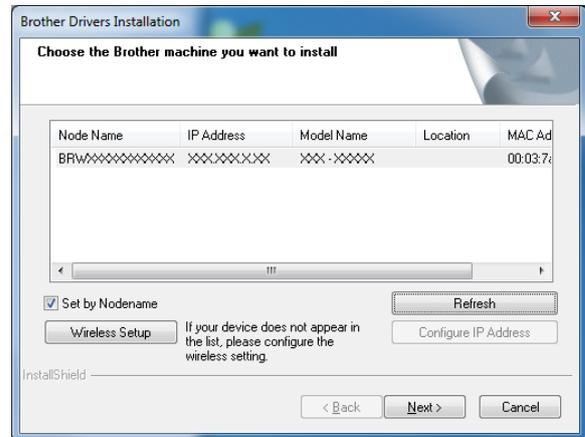 Brother Drivers Installation
Choose the Brother machine you want to install
Node Name IP Address Model Name Location MAC Ad
BRWXXXXXXXXXXXX XXX.XXX.X.XX XXX - XXXXX 00:03:7a
Set by Nodename
Refresh
Wireless Setup
If your device does not appear in
the list, please configure the
wireless setting.
Configure IP Address
InstallShield
< Back
Next >
Cancel